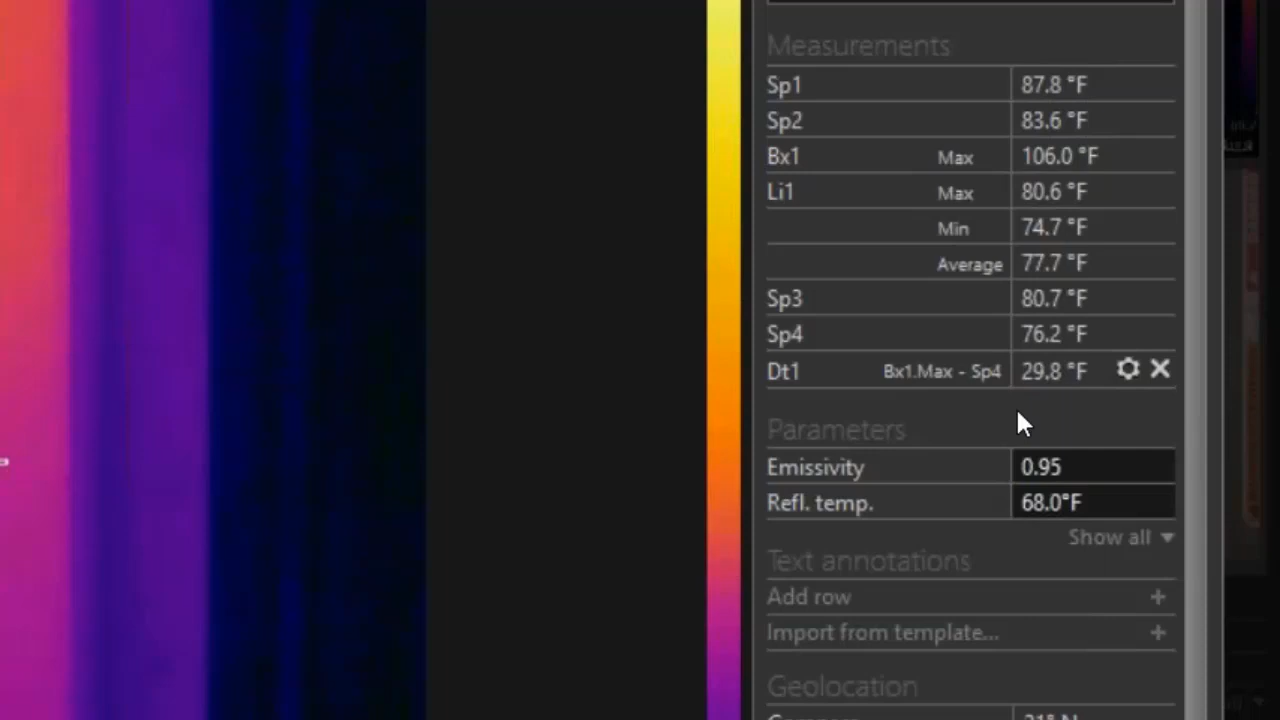 Measurements
Sp1 87.8 °F
Sp2 83.6 °F
Bx1 Max 106.0 °F
Li1 Max 80.6 °F
Min 74.7 °F
Average 77.7 °F
Sp3 80.7 °F
Sp4 76.2 °F
Dt1 Bx1.Max - Sp4 29.8 °F
Parameters
Emissivity 0.95
Refl. temp. 68.0°F
Show all
Text annotations
Add row +
Import from template... +
Geolocation